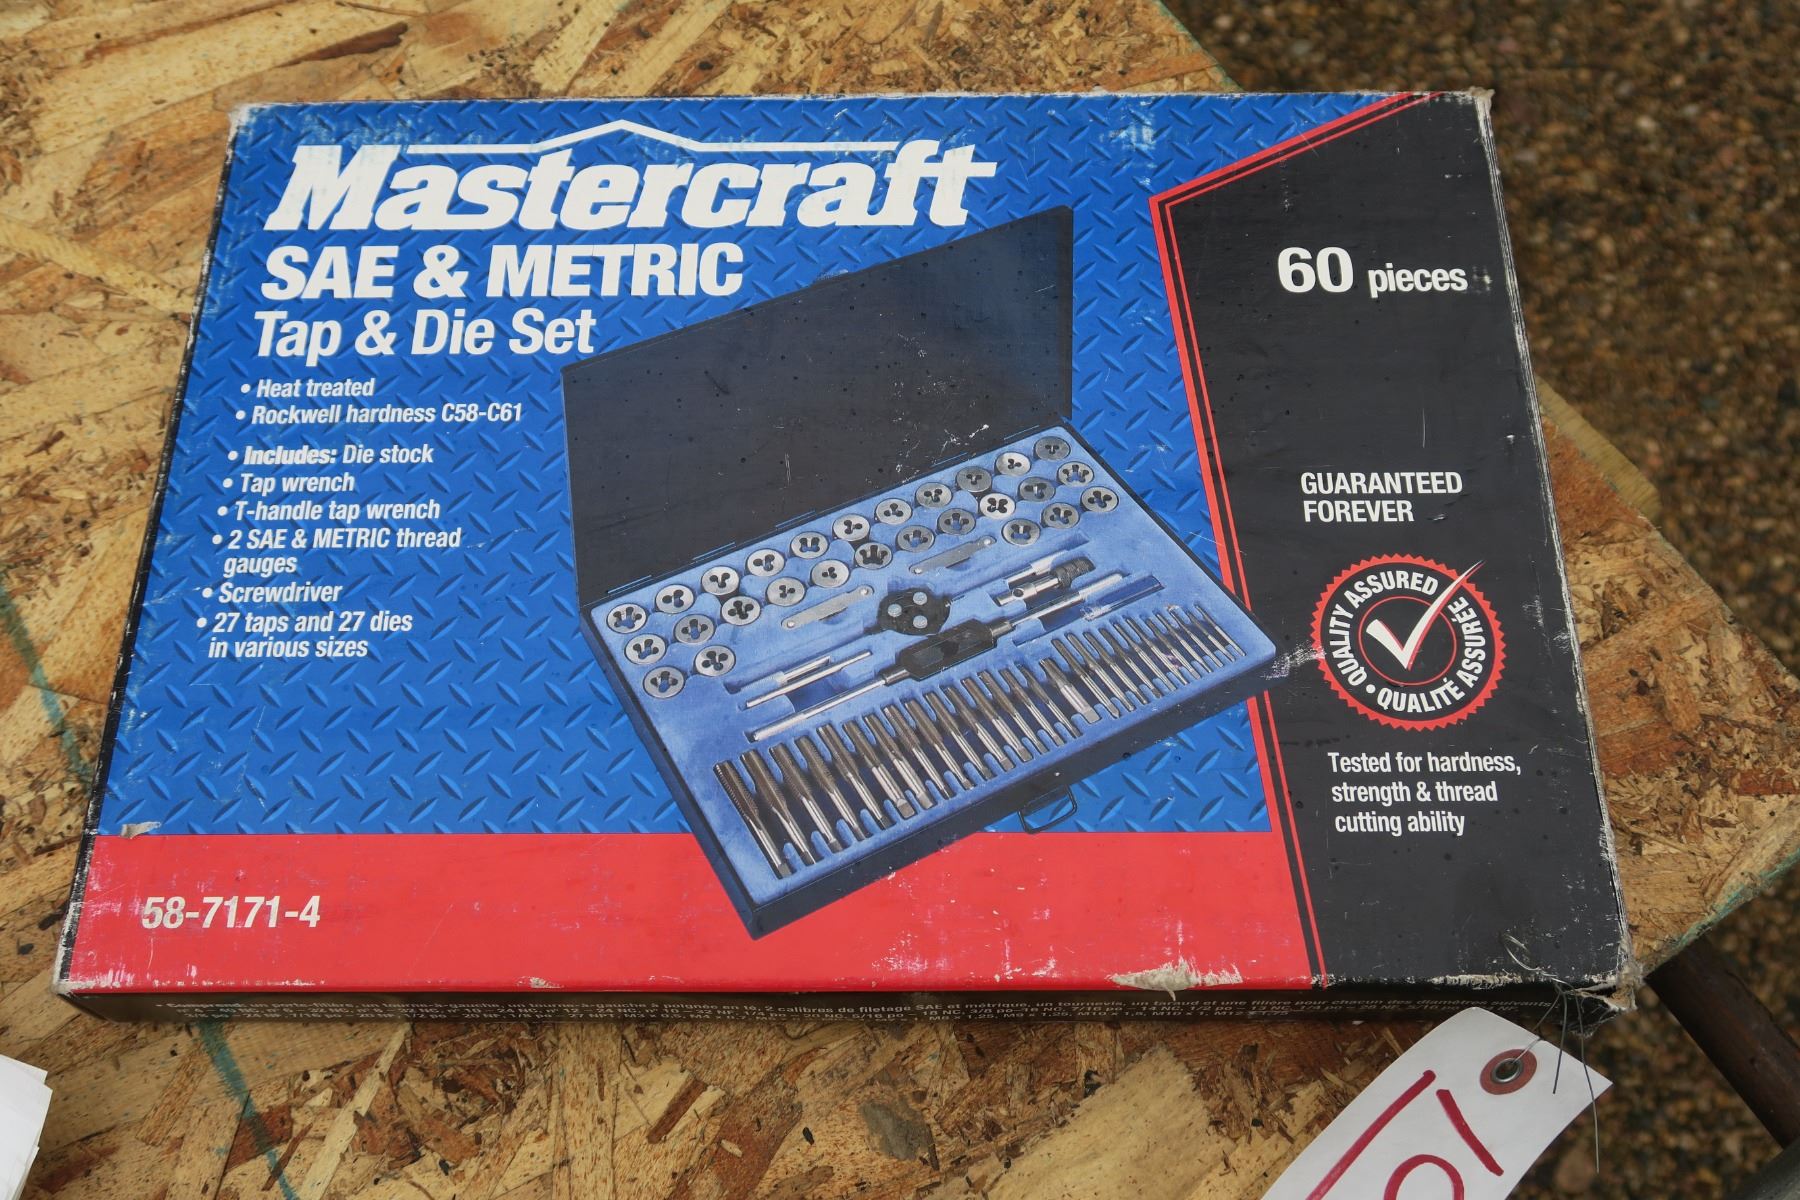 Mastercraft
SAE & METRIC
Tap & Die Set
• Heat treated
• Rockwell hardness C58-C61
• Includes: Die stock
• Tap wrench
• T-handle tap wrench
• 2 SAE & METRIC thread
gauges
• Screwdriver
• 27 taps and 27 dies
in various sizes
58-7171-4
60 pieces
GUARANTEED
FOREVER
QUALITY ASSURED
• QUALITÉ ASSURÉE
Tested for hardness,
strength & thread
cutting ability